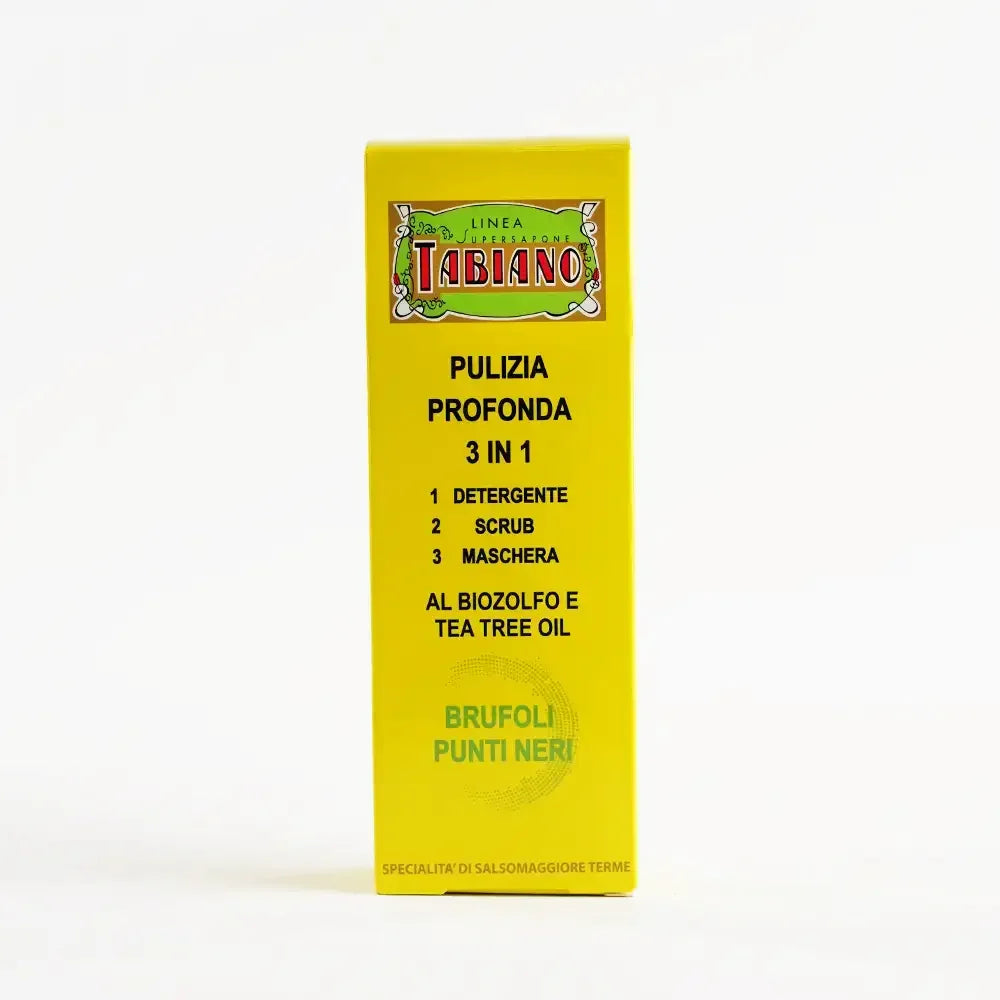 LINEA
SUPERSAPONE
TABIANO
PULIZIA
PROFONDA
3 IN 1
1 DETERGENTE
2 SCRUB
3 MASCHERA
AL BIOZOLFO E
TEA TREE OIL
BRUFOLI
PUNTI NERI
SPECIALITA' DI SALSOMAGGIORE TERME